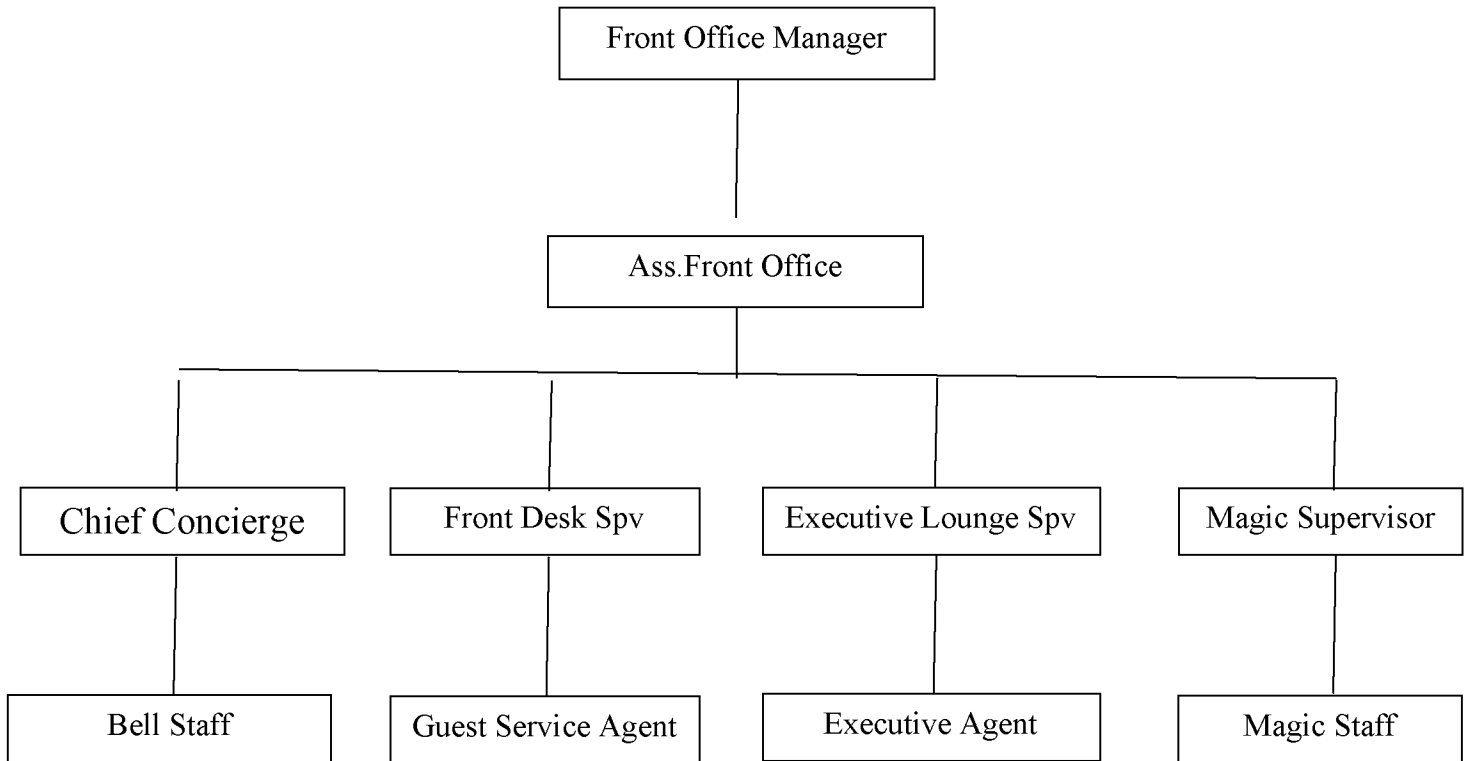 Front Office Manager
Ass.Front Office
Chief Concierge
Front Desk Spv
Executive Lounge Spv
Magic Supervisor
Bell Staff
Guest Service Agent
Executive Agent
Magic Staff